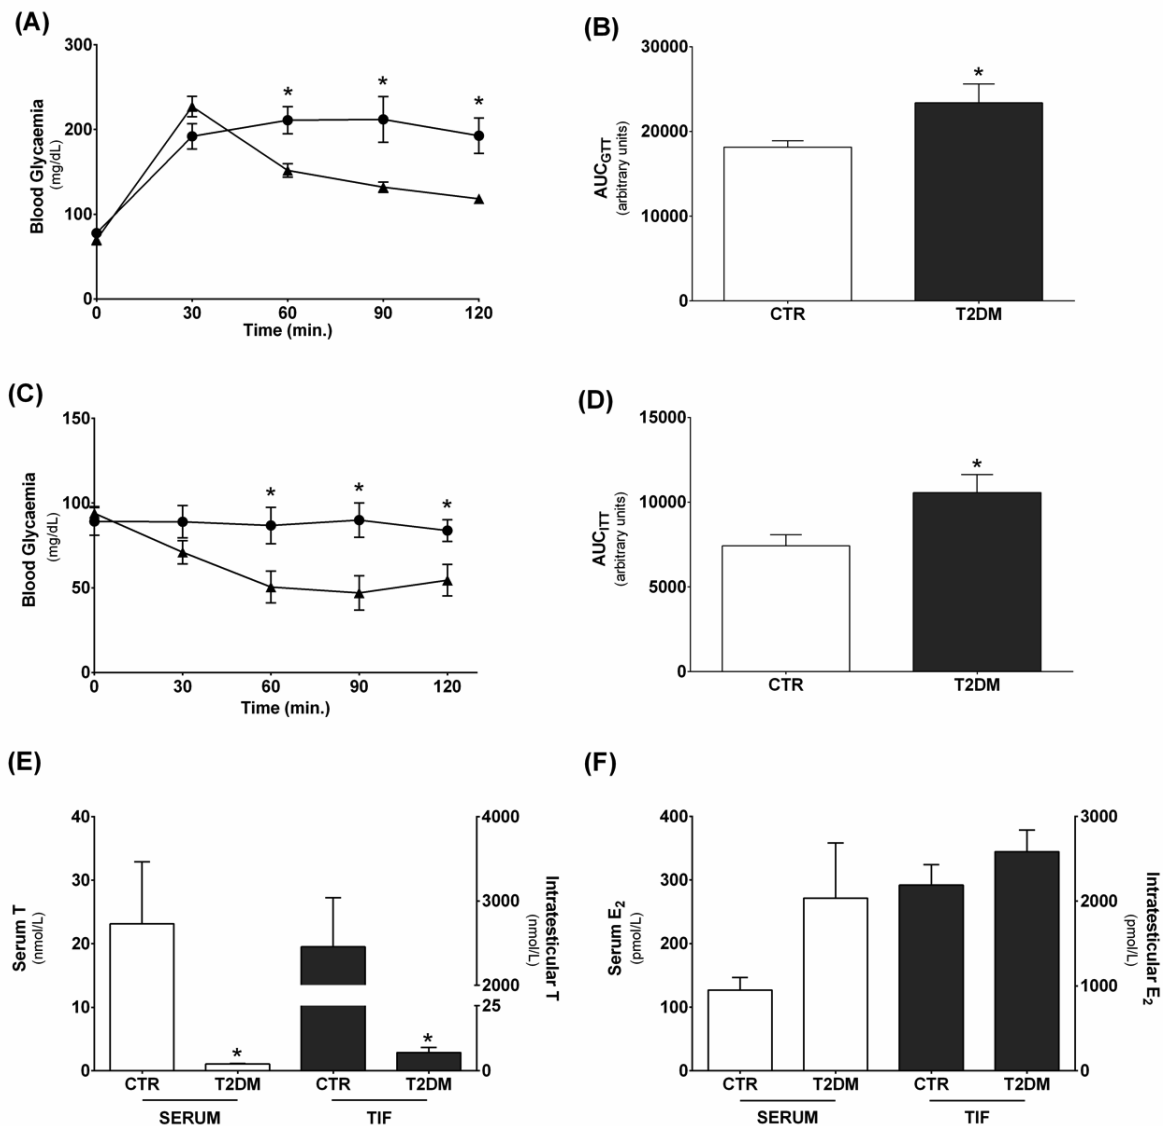 (A)
300
200
100
0
Blood Glycaemia
(mg/dL)
*
*
*
0 30 60 90 120
Time (min.)
(B)
30000
20000
10000
0
AUCGTT
(arbitrary units)
*
CTR T2DM
(C)
150
100
50
0
Blood Glycaemia
(mg/dL)
* * *
0 30 60 90 120
Time (min.)
(D)
15000
10000
5000
0
AUCITT
(arbitrary units)
*
CTR T2DM
(E)
40
30
20
10
0
Serum T
(nmol/L)
* *
4000
3000
2000
25
0
Intratesticular T
(nmol/L)
CTR T2DM CTR T2DM
SERUM TIF
(F)
400
300
200
100
0
Serum E2
(pmol/L)
3000
2000
1000
0
Intratesticular E2
(pmol/L)
CTR T2DM CTR T2DM
SERUM TIF